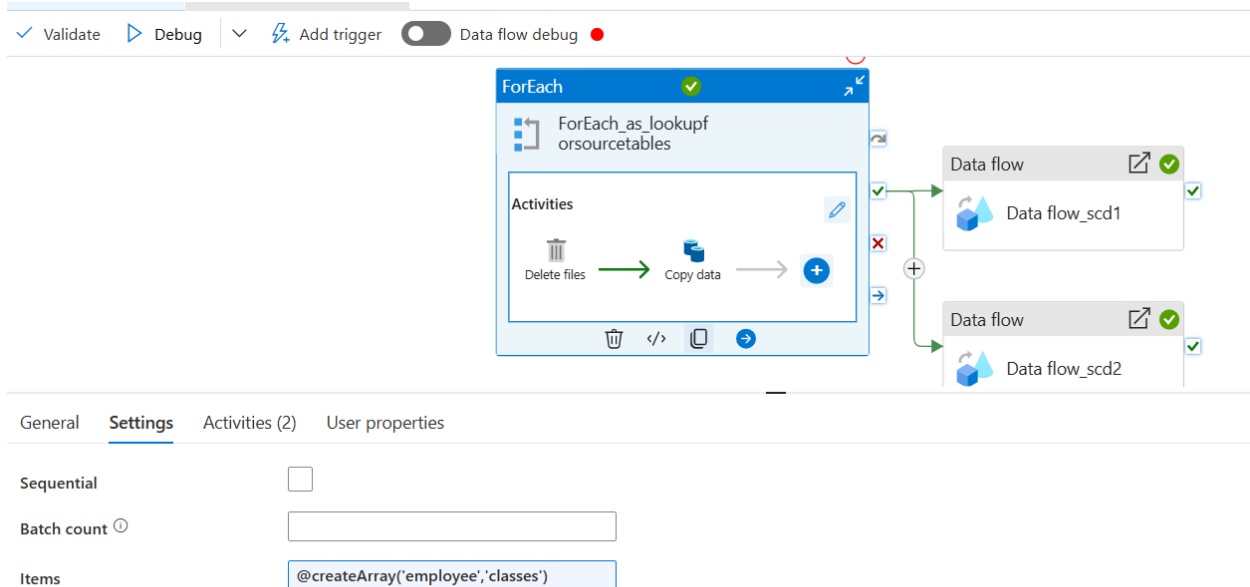 Validate Debug Add trigger Data flow debug
ForEach
ForEach_as_lookupf
orsourcetables
Activities
Delete files Copy data
Data flow
Data flow_scd1
Data flow
Data flow_scd2
General Settings Activities (2) User properties
Sequential
Batch count
Items @createArray('employee','classes')